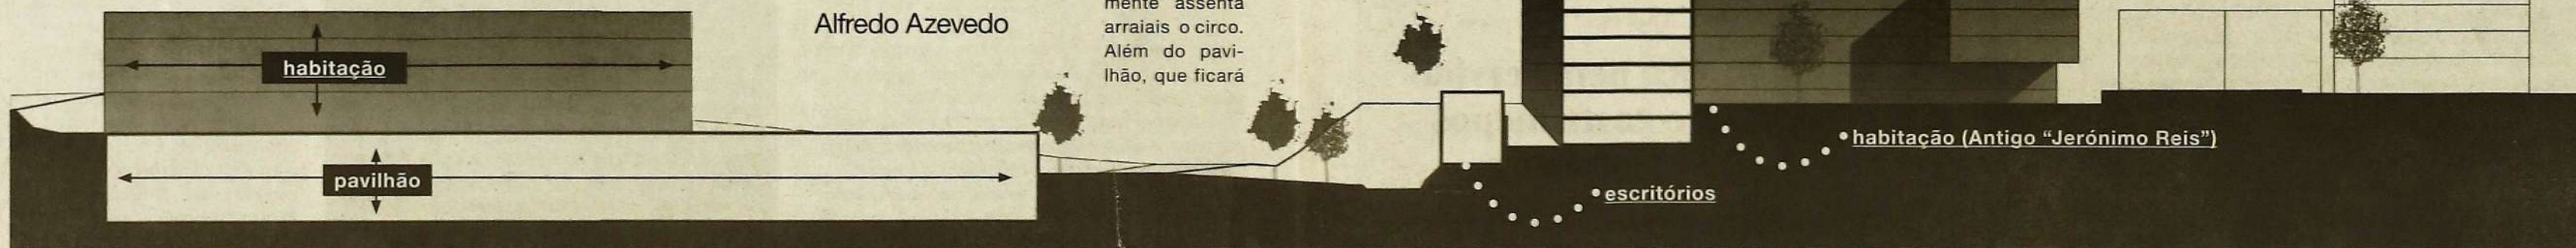 habitação
pavilhão
Alfredo Azevedo
mente assenta
arraiais o circo.
Além do pavi-
lhão, que ficará
escritórios
habitação (Antigo “Jerónimo Reis”)